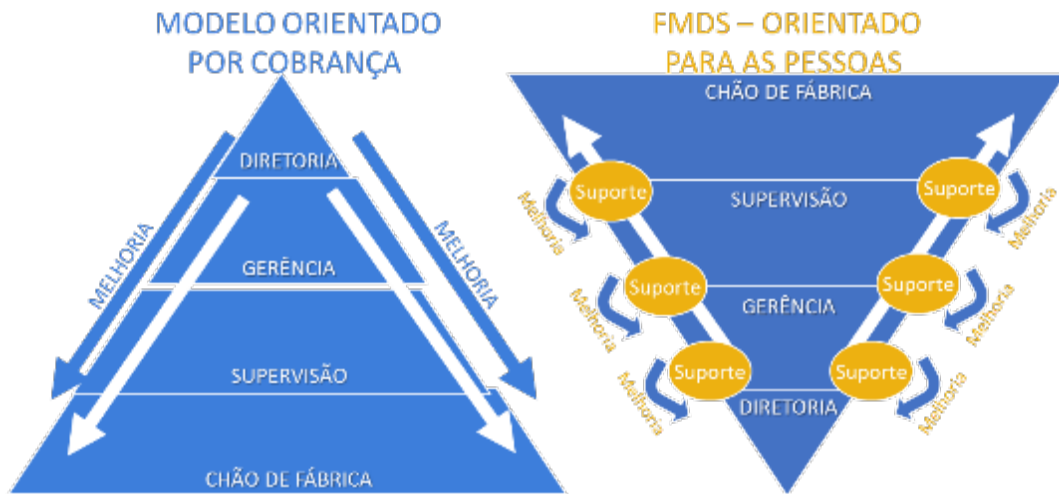 MODELO ORIENTADO
POR COBRANÇA
DIRETORIA
MELHORIA
MELHORIA
GERÊNCIA
SUPERVISÃO
CHÃO DE FÁBRICA
FMDS – ORIENTADO
PARA AS PESSOAS
CHÃO DE FÁBRICA
Suporte
Suporte
Melhoria
Melhoria
SUPERVISÃO
Suporte
Suporte
Melhoria
Melhoria
GERÊNCIA
Suporte
Suporte
Melhoria
Melhoria
DIRETORIA